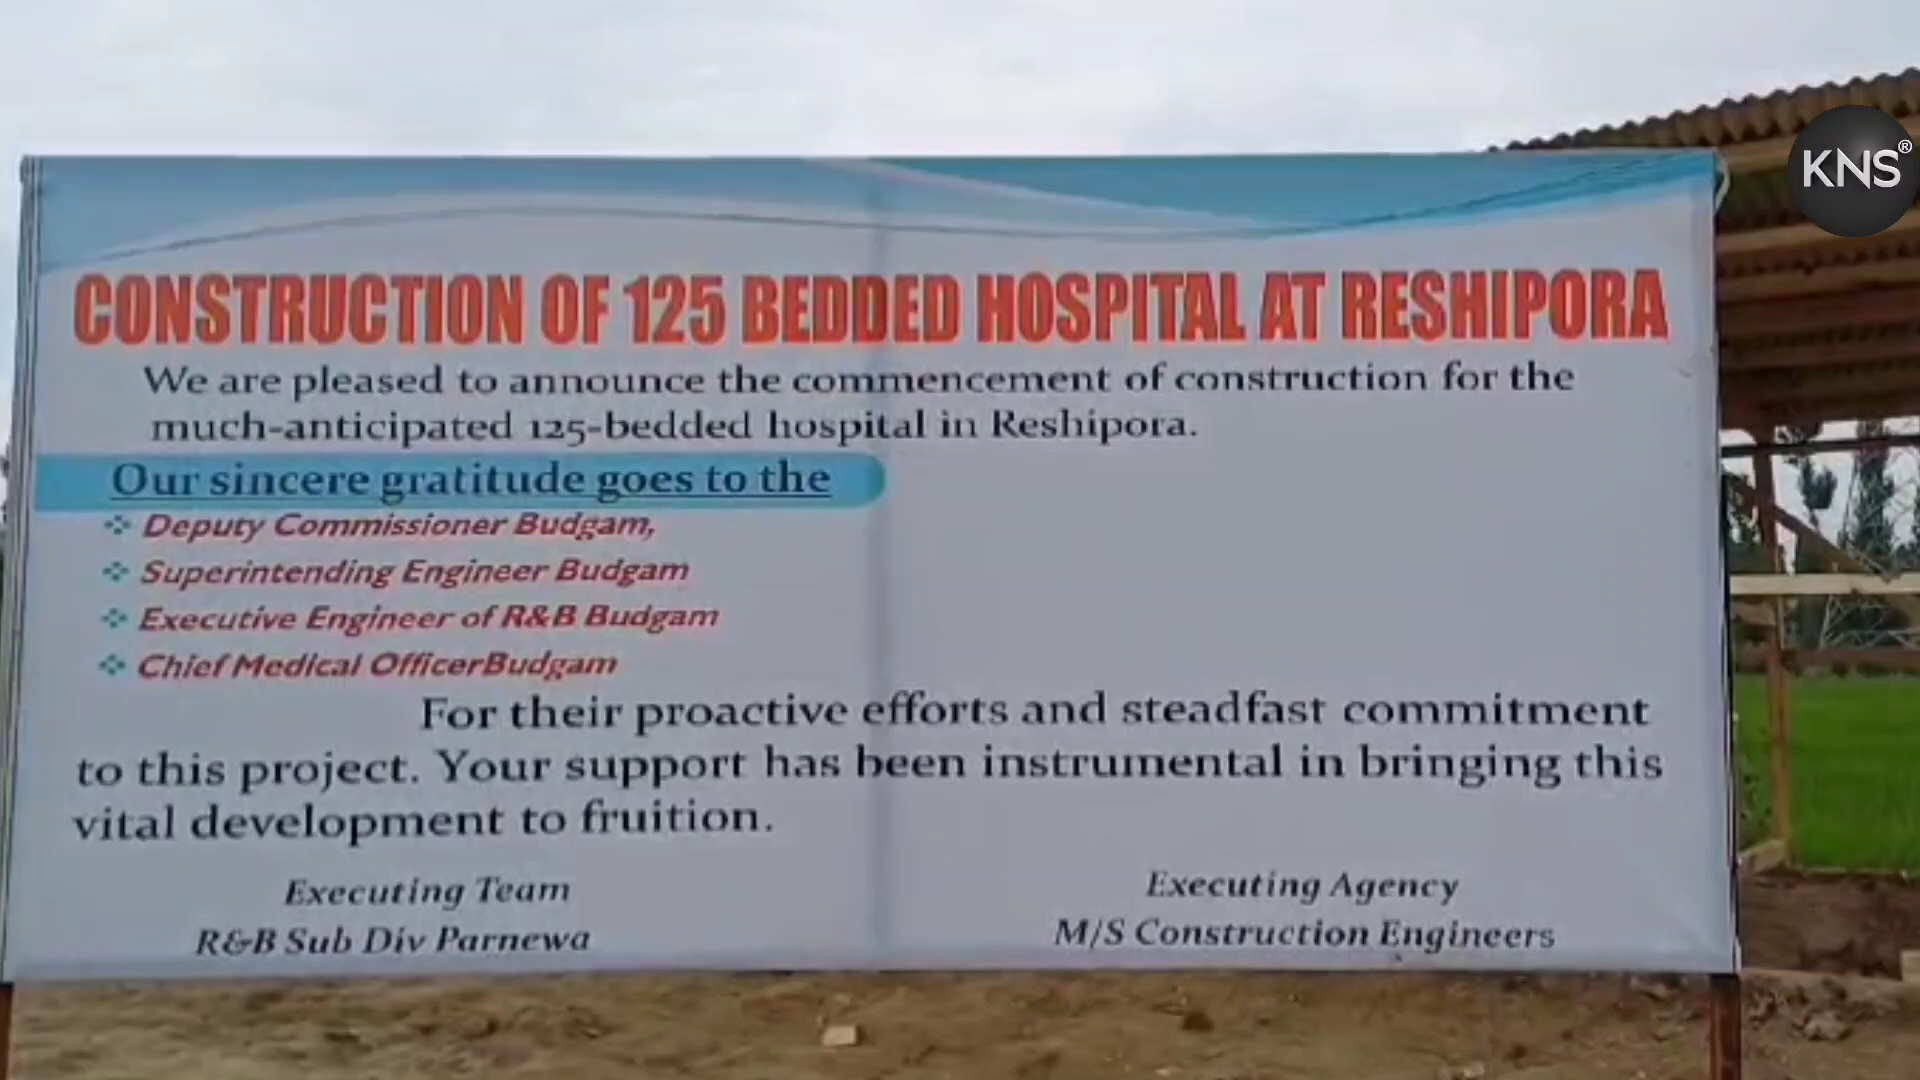 KNS®
CONSTRUCTION OF 125 BEDDED HOSPITAL AT RESHIPORA
We are pleased to announce the commencement of construction for the
much-anticipated 125-bedded hospital in Reshipora.
Our sincere gratitude goes to the
❖ Deputy Commissioner Budgam,
❖ Superintending Engineer Budgam
❖ Executive Engineer of R&B Budgam
❖ Chief Medical OfficerBudgam
For their proactive efforts and steadfast commitment
to this project. Your support has been instrumental in bringing this
vital development to fruition.
Executing Team
R&B Sub Div Parnewa
Executing Agency
M/S Construction Engineers